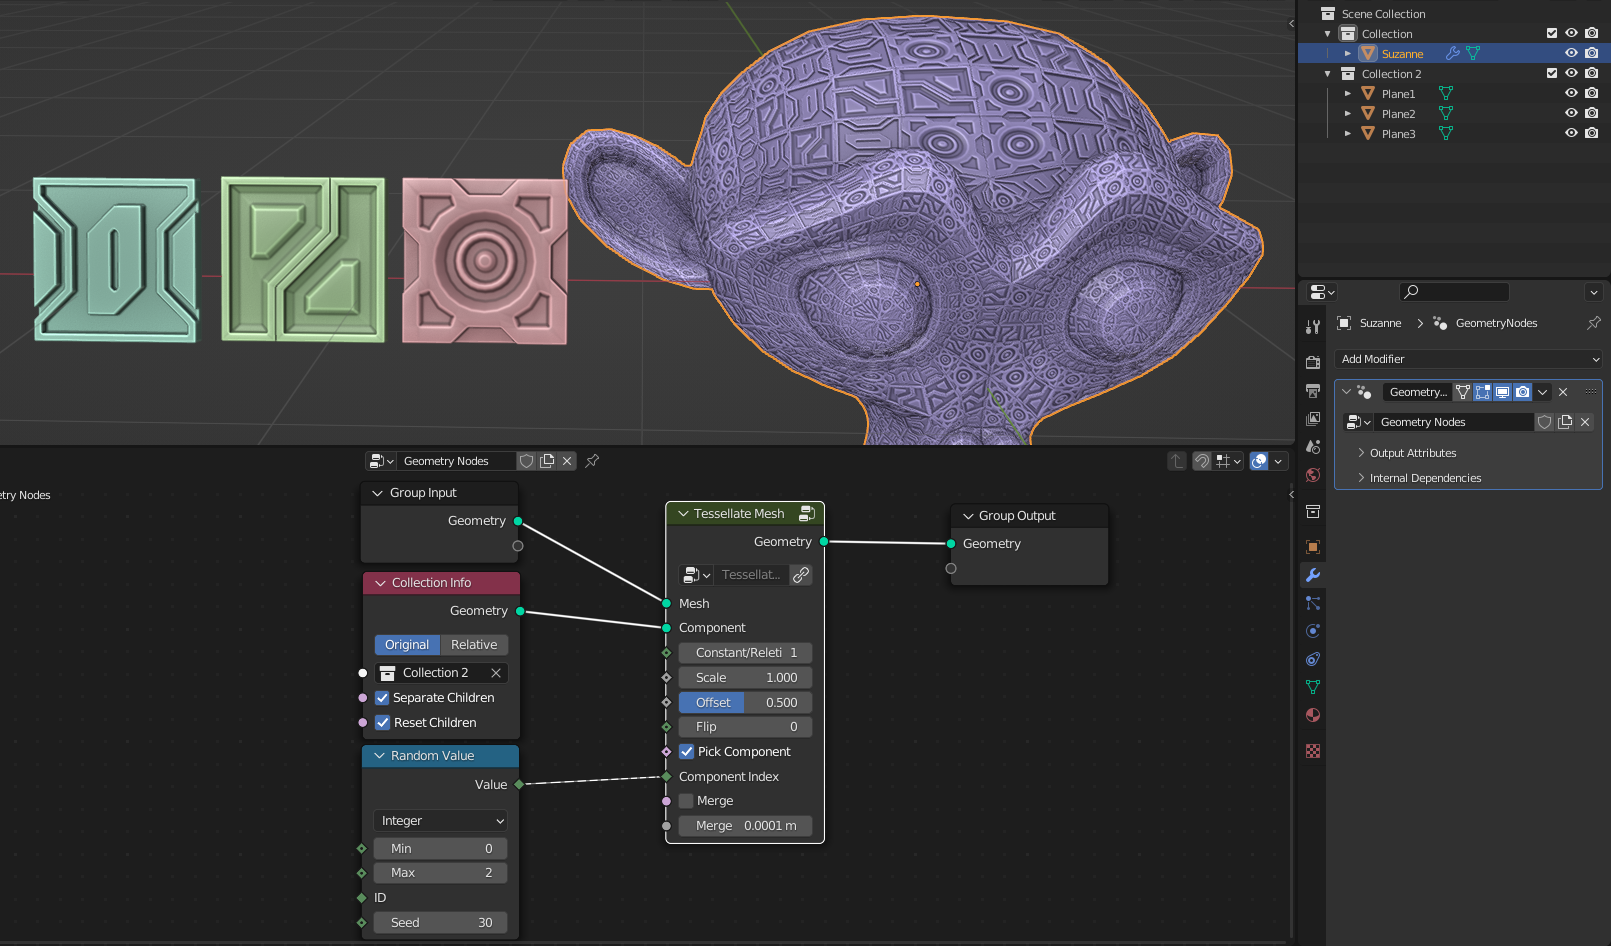 Scene Collection
Collection
Suzanne
Collection 2
Plane1
Plane2
Plane3
Suzanne
GeometryNodes
Add Modifier
Geometry...
Geometry Nodes
Output Attributes
Internal Dependencies
Geometry Nodes
etry Nodes
Group Input
Geometry
Collection Info
Geometry
Original Relative
Collection 2
Separate Children
Reset Children
Random Value
Value
Integer
Min 0
Max 2
ID
Seed 30
Tessellate Mesh
Geometry
Tessellat...
Mesh
Component
Constant/Releti 1
Scale 1.000
Offset 0.500
Flip 0
Pick Component
Component Index
Merge
Merge 0.0001 m
Group Output
Geometry